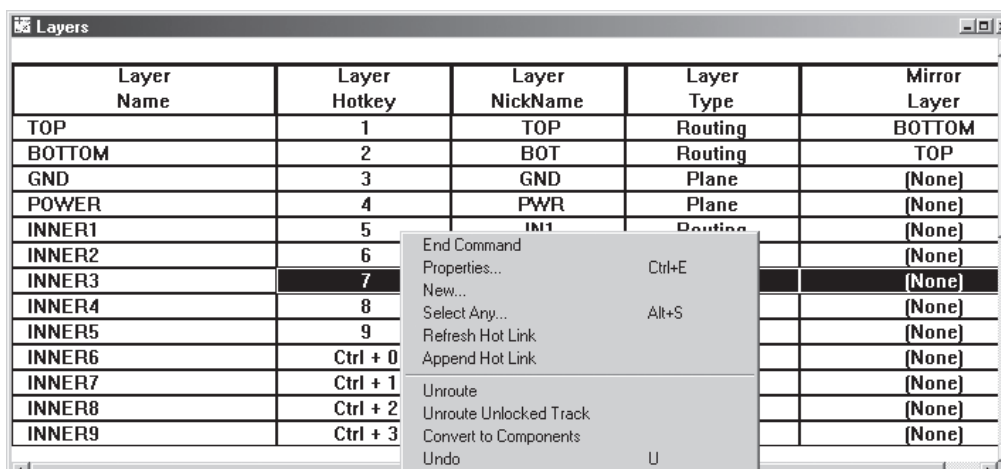 Layers
Layer Name Layer Hotkey Layer NickName Layer Type Mirror Layer
TOP 1 TOP Routing BOTTOM
BOTTOM 2 BOT Routing TOP
GND 3 GND Plane (None)
POWER 4 PWR Plane (None)
INNER1 5 IN1 Routing (None)
INNER2 6 (None)
INNER3 7 (None)
INNER4 8 (None)
INNER5 9 (None)
INNER6 Ctrl + 0 (None)
INNER7 Ctrl + 1 (None)
INNER8 Ctrl + 2 (None)
INNER9 Ctrl + 3 (None)
End Command
Properties... Ctrl+E
New...
Select Any... Alt+S
Refresh Hot Link
Append Hot Link
Unroute
Unroute Unlocked Track
Convert to Components
Undo U